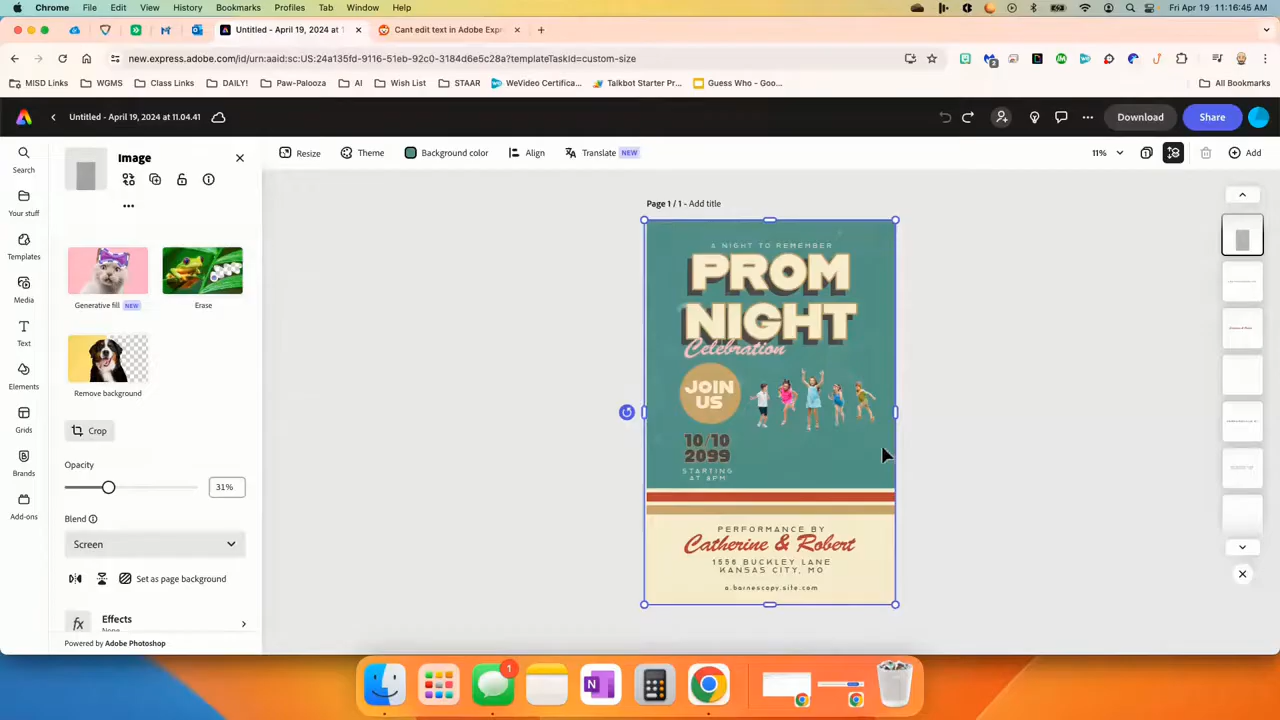 Chrome File Edit View History Bookmarks Profiles Tab Window Help
Fri Apr 19 11:16:45 AM
Untitled - April 19, 2024 at 1
Cant edit text in Adobe Expr
new.express.adobe.com/id/urn:aaid:sc:US:24a135fd-9116-51eb-92c0-3184d6e5c28a?templateTaskId=custom-size
MISD Links WGMS Class Links DAILY! Paw-Palooza AI Wish List STAAR WeVideo Certifica... Talkbot Starter Pr... Guess Who - Goo... All Bookmarks
Untitled - April 19, 2024 at 11.04.41
Download
Share
Search
Your stuff
Templates
Media
Text
Elements
Grids
Brands
Add-ons
Image
Generative fill NEW
Erase
Remove background
Crop
Opacity
31%
Blend
Screen
Set as page background
Effects
None
Powered by Adobe Photoshop
Resize Theme Background color Align Translate NEW
11%
Add
Page 1 / 1 - Add title
A NIGHT TO REMEMBER
PROM
NIGHT
Celebration
JOIN
US
10/10
2099
STARTING
AT 8PM
PERFORMANCE BY
Catherine & Robert
1556 BUCKLEY LANE
KANSAS CITY, MO
a.barnescopy.site.com
1
2